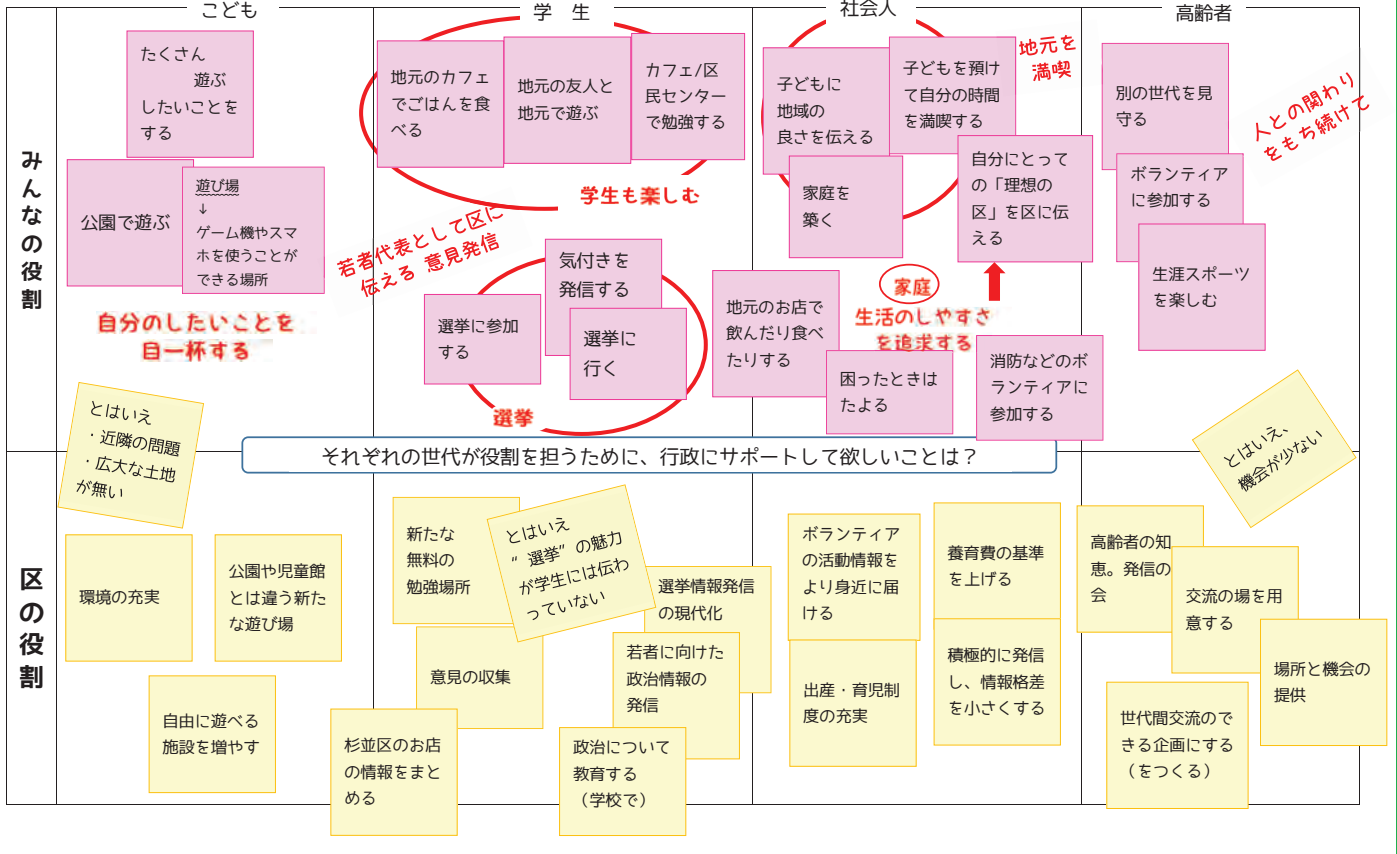 こども
学　生
社会人
高齢者
みんなの役割
たくさん
遊ぶ
したいことを
する
公園で遊ぶ
遊び場
↓
ゲーム機やスマ
ホを使うことが
できる場所
自分のしたいことを
目一杯する
地元のカフェ
でごはんを食
べる
地元の友人と
地元で遊ぶ
カフェ/区
民センター
で勉強する
学生も楽しむ
若者代表として区に
伝える 意見発信
気付きを
発信する
選挙に参加
する
選挙に
行く
選挙
子どもに
地域の
良さを伝える
子どもを預け
て自分の時間
を満喫する
地元を
満喫
家庭を
築く
自分にとって
の「理想の
区」を区に伝
える
家庭
生活のしやすさ
を追求する
地元のお店で
飲んだり食べ
たりする
困ったときは
たよる
消防などのボ
ランティアに
参加する
別の世代を見
守る
ボランティア
に参加する
生涯スポーツ
を楽しむ
人との関わり
をもち続けて
それぞれの世代が役割を担うために、行政にサポートして欲しいことは？
区の役割
とはいえ
・近隣の問題
・広大な土地
が無い
環境の充実
公園や児童館
とは違う新た
な遊び場
自由に遊べる
施設を増やす
新たな
無料の
勉強場所
とはいえ
“選挙”の魅力
が学生には伝わ
っていない
意見の収集
杉並区のお店
の情報をまと
める
選挙情報発信
の現代化
若者に向けた
政治情報の
発信
政治について
教育する
（学校で）
ボランティア
の活動情報を
より身近に届
ける
養育費の基準
を上げる
出産・育児制
度の充実
積極的に発信
し、情報格差
を小さくする
とはいえ、
機会が少ない
高齢者の知
恵。発信の
会
交流の場を用
意する
場所と機会の
提供
世代間交流ので
きる企画にする
（をつくる）